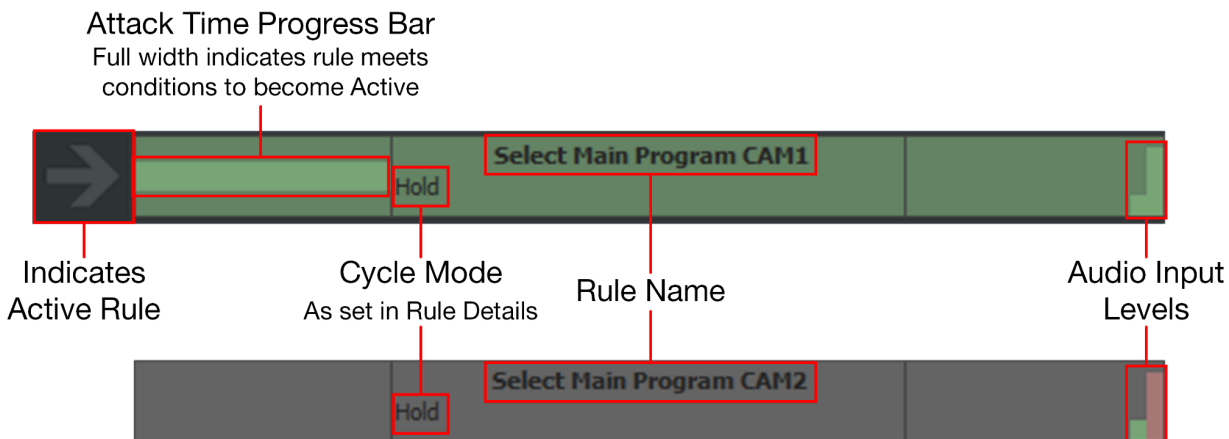 Attack Time Progress Bar
Full width indicates rule meets
conditions to become Active
Select Main Program CAM1
Hold
Indicates
Active Rule
Cycle Mode
As set in Rule Details
Rule Name
Audio Input
Levels
Select Main Program CAM2
Hold